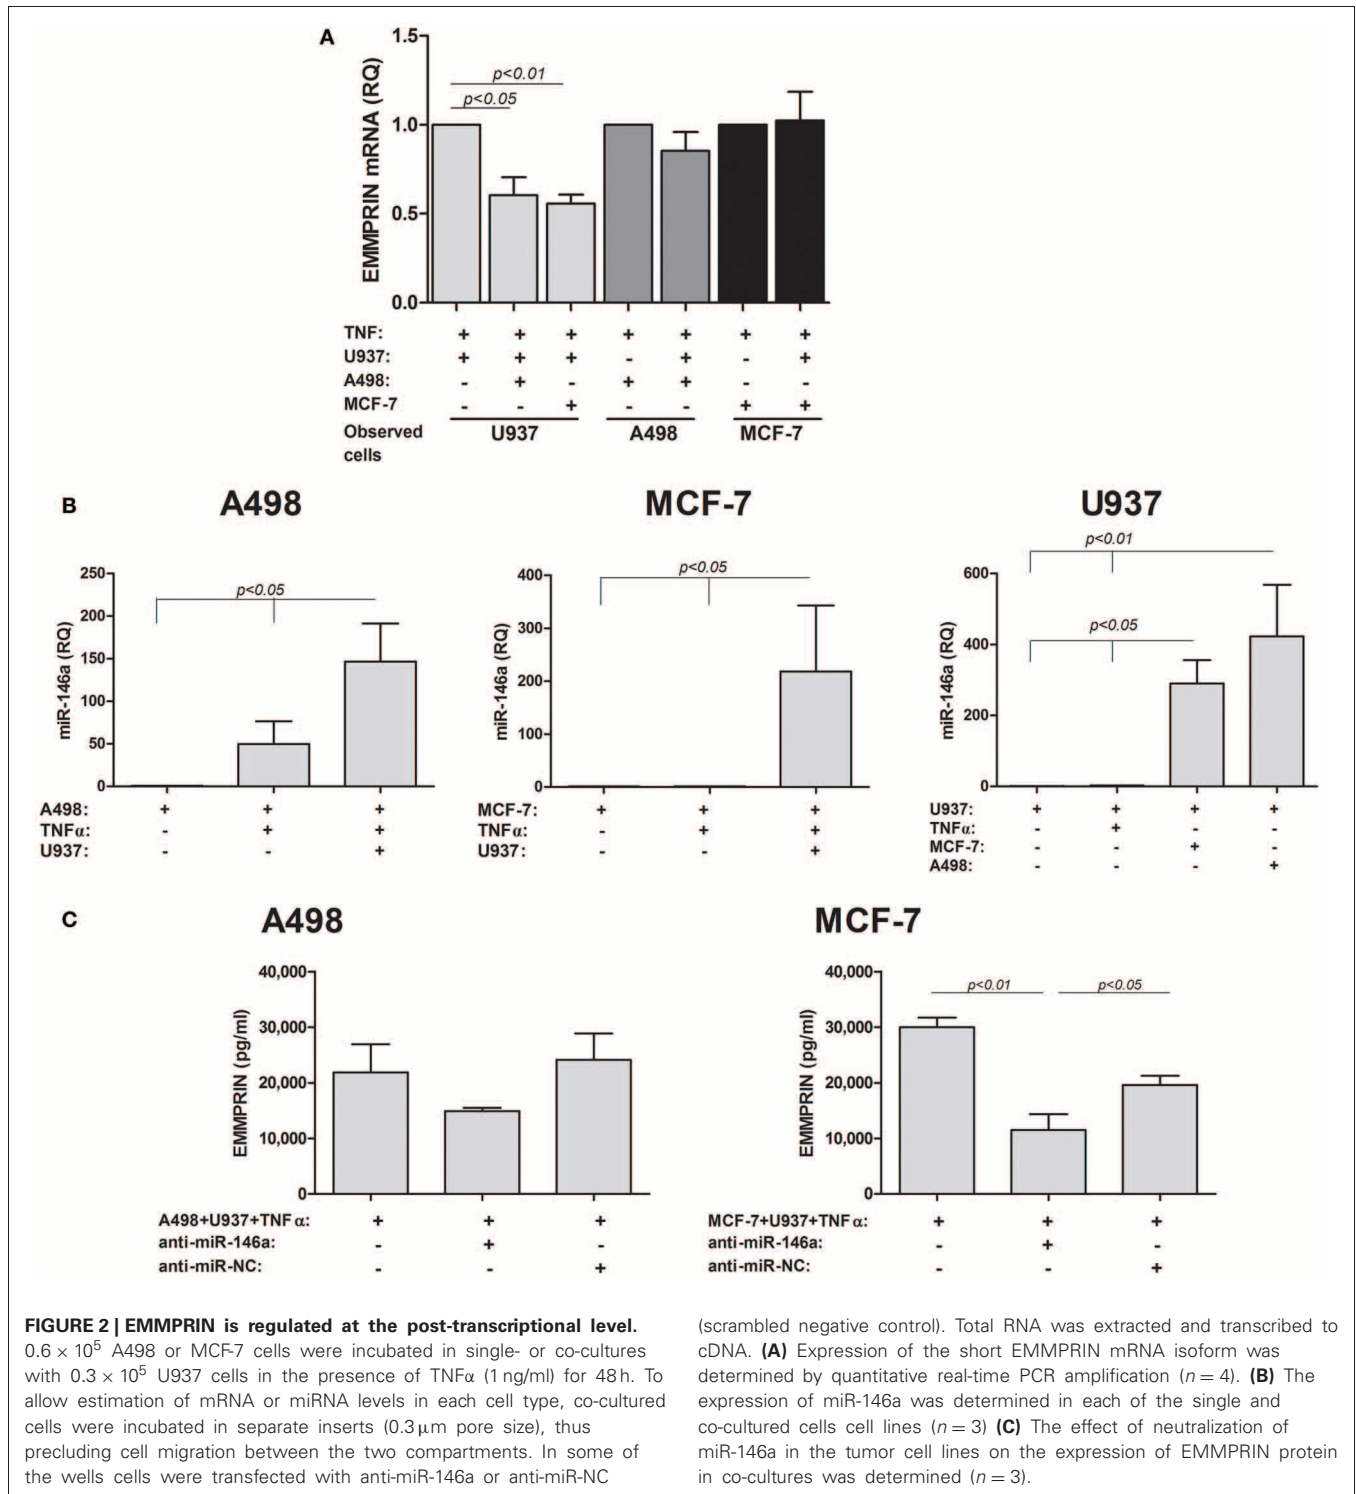 A
EMMPRIN mRNA (RQ)
1.5
1.0
0.5
0.0
p<0.01
p<0.05
TNF: + + + + + + +
U937: + + + - + - +
A498: - + - + + - -
MCF-7 - - + - - + +
Observed cells
U937 A498 MCF-7
B
A498
miR-146a (RQ)
250
200
150
100
50
0
p<0.05
A498: + + +
TNFα: - + +
U937: - - +
MCF-7
miR-146a (RQ)
400
300
200
100
0
p<0.05
MCF-7: + + +
TNFα: - + +
U937: - - +
U937
miR-146a (RQ)
600
400
200
0
p<0.01
p<0.05
U937: + + + +
TNFα: - + - -
MCF-7: - - + -
A498: - - - +
C
A498
EMMPRIN (pg/ml)
40,000
30,000
20,000
10,000
0
A498+U937+TNFα: + + +
anti-miR-146a: - + -
anti-miR-NC: - - +
MCF-7
EMMPRIN (pg/ml)
40,000
30,000
20,000
10,000
0
p<0.01
p<0.05
MCF-7+U937+TNFα: + + +
anti-miR-146a: - + -
anti-miR-NC: - - +
FIGURE 2 | EMMPRIN is regulated at the post-transcriptional level.
0.6 × 10⁵ A498 or MCF-7 cells were incubated in single- or co-cultures
with 0.3 × 10⁵ U937 cells in the presence of TNFα (1 ng/ml) for 48 h. To
allow estimation of mRNA or miRNA levels in each cell type, co-cultured
cells were incubated in separate inserts (0.3 μm pore size), thus
precluding cell migration between the two compartments. In some of
the wells cells were transfected with anti-miR-146a or anti-miR-NC
(scrambled negative control). Total RNA was extracted and transcribed to
cDNA. (A) Expression of the short EMMPRIN mRNA isoform was
determined by quantitative real-time PCR amplification (n = 4). (B) The
expression of miR-146a was determined in each of the single and
co-cultured cells cell lines (n = 3) (C) The effect of neutralization of
miR-146a in the tumor cell lines on the expression of EMMPRIN protein
in co-cultures was determined (n = 3).